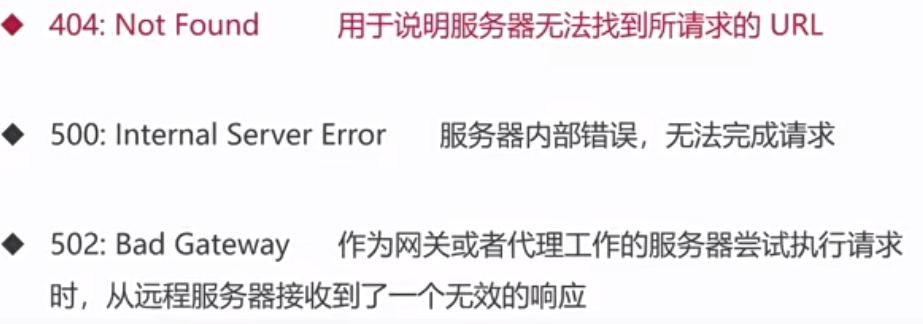 ◆ 404: Not Found 用于说明服务器无法找到所请求的 URL
◆ 500: Internal Server Error 服务器内部错误，无法完成请求
◆ 502: Bad Gateway 作为网关或者代理工作的服务器尝试执行请求
时，从远程服务器接收到了一个无效的响应